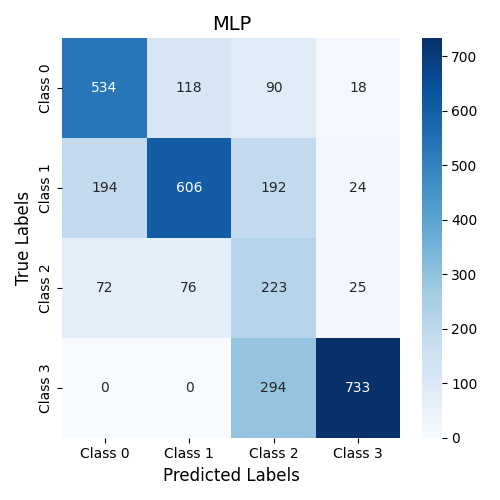 MLP
True Labels
Class 0
534 118 90 18
Class 1
194 606 192 24
Class 2
72 76 223 25
Class 3
0 0 294 733
Class 0 Class 1 Class 2 Class 3
Predicted Labels
700
600
500
400
300
200
100
0